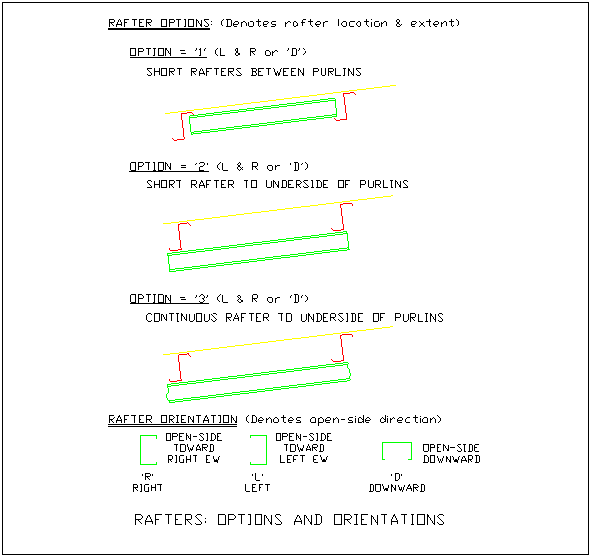 RAFTER OPTIONS: (Denotes rafter location & extent)
OPTION = '1' (L & R or 'D')
SHORT RAFTERS BETWEEN PURLINS
OPTION = '2' (L & R or 'D')
SHORT RAFTER TO UNDERSIDE OF PURLINS
OPTION = '3' (L & R or 'D')
CONTINUOUS RAFTER TO UNDERSIDE OF PURLINS
RAFTER ORIENTATION (Denotes open-side direction)
OPEN-SIDE
TOWARD
RIGHT EW
'R'
RIGHT
OPEN-SIDE
TOWARD
LEFT EW
'L'
LEFT
OPEN-SIDE
DOWNWARD
'D'
DOWNWARD
RAFTERS: OPTIONS AND ORIENTATIONS